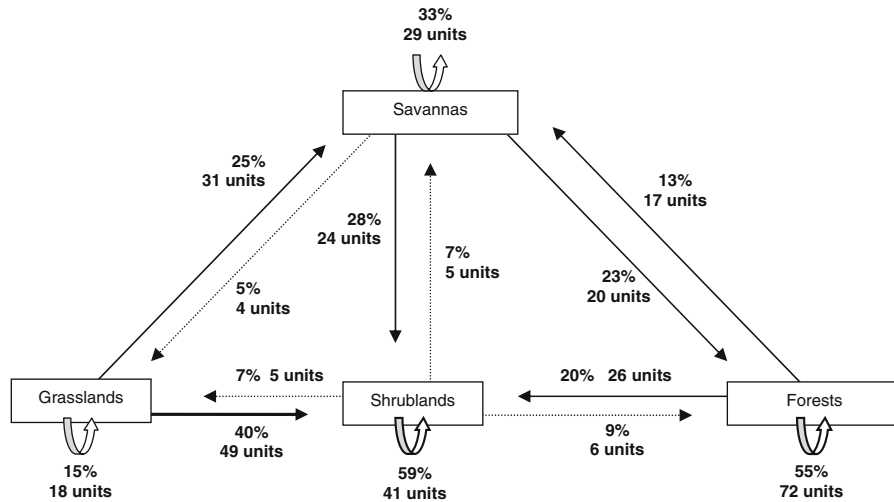 33%
29 units
Savannas
25%
31 units
13%
17 units
28%
24 units
7%
5 units
23%
20 units
5%
4 units
7% 5 units
20% 26 units
Grasslands
Shrublands
Forests
40%
49 units
9%
6 units
15%
18 units
59%
41 units
55%
72 units